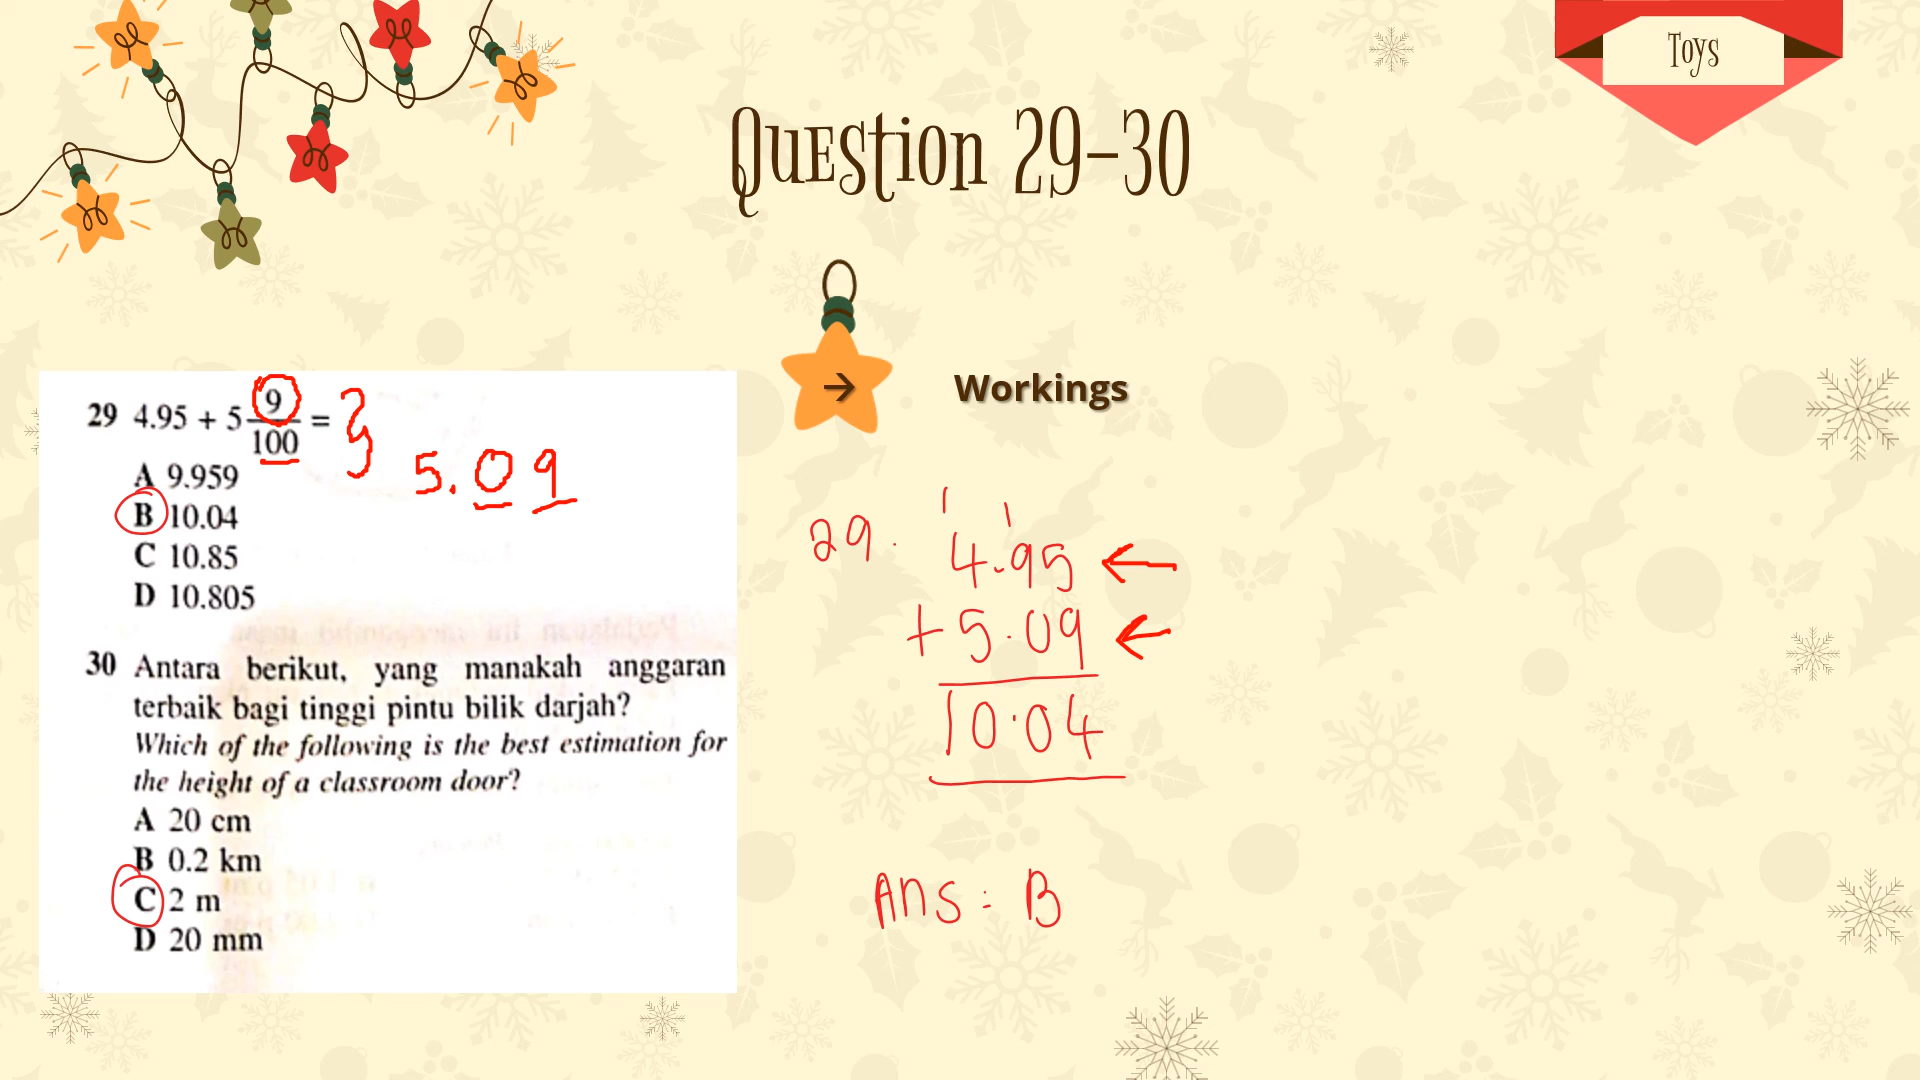 Toys
Question 29-30
Workings
29 4.95 + 5 9/100 =
5.09
A 9.959
B 10.04
C 10.85
D 10.805
30 Antara berikut, yang manakah anggaran
terbaik bagi tinggi pintu bilik darjah?
Which of the following is the best estimation for
the height of a classroom door?
A 20 cm
B 0.2 km
C 2 m
D 20 mm
1 1
29. 4.95
+ 5.09
10.04
Ans : B